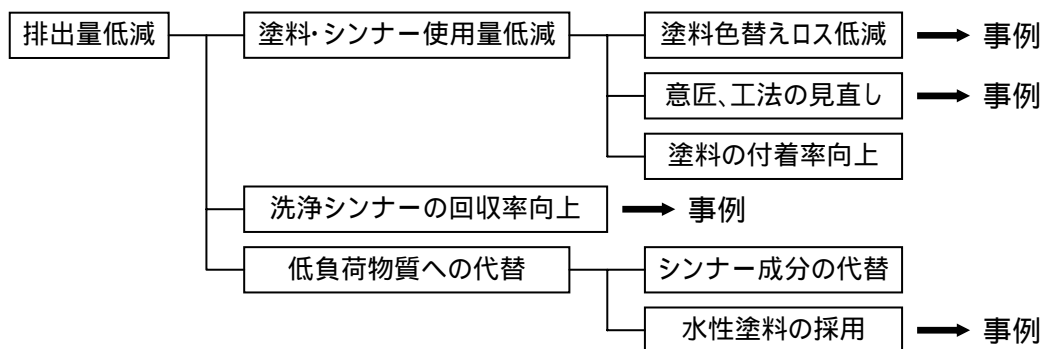 排出量低減 塗料・シンナー使用量低減 塗料色替えロス低減 事例
意匠、工法の見直し 事例
塗料の付着率向上
洗浄シンナーの回収率向上 事例
低負荷物質への代替 シンナー成分の代替
水性塗料の採用 事例